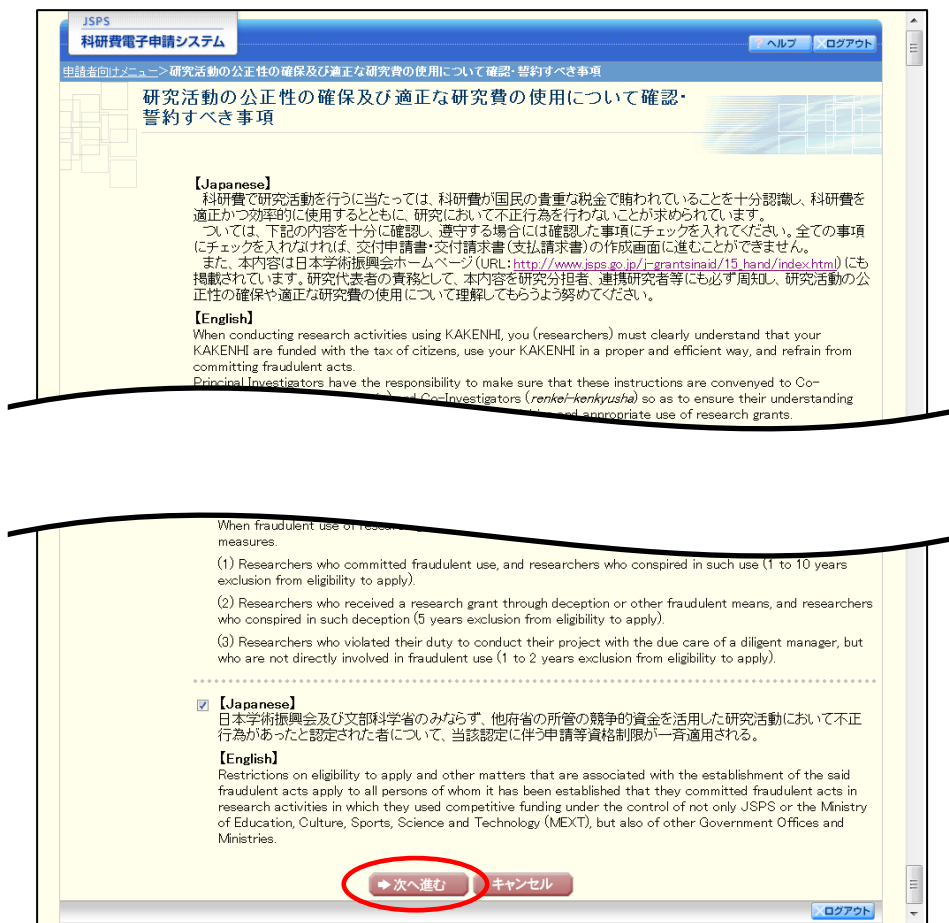 JSPS
科研費電子申請システム
? ヘルプ
ログアウト
申請者向けメニュー>研究活動の公正性の確保及び適正な研究費の使用について確認・誓約すべき事項
研究活動の公正性の確保及び適正な研究費の使用について確認・
誓約すべき事項
【Japanese】
科研費で研究活動を行うに当たっては、科研費が国民の貴重な税金で賄われていることを十分認識し、科研費を
適正かつ効率的に使用するとともに、研究において不正行為を行わないことが求められています。
ついては、下記の内容を十分に確認し、遵守する場合には確認した事項にチェックを入れてください。全ての事項
にチェックを入れなければ、交付申請書・交付請求書(支払請求書)の作成画面に進むことができません。
また、本内容は日本学術振興会ホームページ(URL:http://www.jsps.go.jp/j-grantsinaid/15_hand/index.html)にも
掲載されています。研究代表者の責務として、本内容を研究分担者、連携研究者等にも必ず周知し、研究活動の公
正性の確保や適正な研究費の使用について理解してもらうよう努めてください。
【English】
When conducting research activities using KAKENHI, you (researchers) must clearly understand that your
KAKENHI are funded with the tax of citizens, use your KAKENHI in a proper and efficient way, and refrain from
committing fraudulent acts.
Principal Investigators have the responsibility to make sure that these instructions are convenyed to Co-
and Co-Investigators (renkei-kenkyusha) so as to ensure their understanding
and appropriate use of research grants.
When fraudulent use of
measures.
(1) Researchers who committed fraudulent use, and researchers who conspired in such use (1 to 10 years
exclusion from eligibility to apply).
(2) Researchers who received a research grant through deception or other fraudulent means, and researchers
who conspired in such deception (5 years exclusion from eligibility to apply).
(3) Researchers who violated their duty to conduct their project with the due care of a diligent manager, but
who are not directly involved in fraudulent use (1 to 2 years exclusion from eligibility to apply).
【Japanese】
日本学術振興会及び文部科学省のみならず、他府省の所管の競争的資金を活用した研究活動において不正
行為があったと認定された者について、当該認定に伴う申請等資格制限が一斉適用される。
【English】
Restrictions on eligibility to apply and other matters that are associated with the establishment of the said
fraudulent acts apply to all persons of whom it has been established that they committed fraudulent acts in
research activities in which they used competitive funding under the control of not only JSPS or the Ministry
of Education, Culture, Sports, Science and Technology (MEXT), but also of other Government Offices and
Ministries.
次へ進む
キャンセル
ログアウト